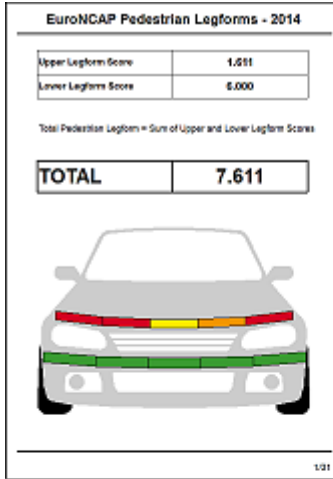 EuroNCAP Pedestrian Legforms - 2014
Upper Legform Score 1.611
Lower Legform Score 6.000
Total Pedestrian Legform = Sum of Upper and Lower Legform Scores
TOTAL 7.611
1/31